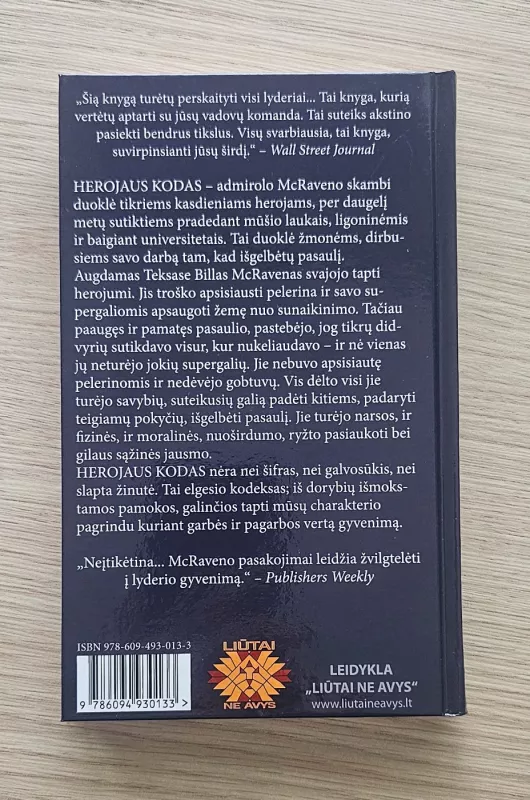 „Šią knygą turėtų perskaityti visi lyderiai... Tai knyga, kurią
vertėtų aptarti su jūsų vadovų komanda. Tai suteiks akstino
pasiekti bendrus tikslus. Visų svarbiausia, tai knyga,
suvirpinsianti jūsų širdį.“ – Wall Street Journal
HEROJAUS KODAS – admirolo McRaveno skambi
duoklė tikriems kasdieniams herojams, per daugelį
metų sutiktiems pradedant mūšio laukais, ligoninėmis
ir baigiant universitetais. Tai duoklė žmonėms, dirbu-
siems savo darbą tam, kad išgelbėtų pasaulį.
Augdamas Teksase Billas McRavenas svajojo tapti
herojumi. Jis troško apsisiausti pelerina ir savo su-
pergaliomis apsaugoti žemę nuo sunaikinimo. Tačiau
paaugęs ir pamatęs pasaulio, pastebėjo, jog tikrų did-
vyrių sutikdavo visur, kur nukeliaudavo – ir nė vienas
jų neturėjo jokių supergalių. Jie nebuvo apsisiautę
pelerinomis ir nedėvėjo gobtuvų. Vis dėlto visi jie
turėjo savybių, suteikusių galią padėti kitiems, padaryti
teigiamų pokyčių, išgelbėti pasaulį. Jie turėjo narsos, ir
fizinės, ir moralinės, nuoširdumo, ryžto pasiaukoti bei
gilaus sąžinės jausmo.
HEROJAUS KODAS nėra nei šifras, nei galvosūkis, nei
slapta žinutė. Tai elgesio kodeksas; iš dorybių išmoks-
tamos pamokos, galinčios tapti mūsų charakterio
pagrindu kuriant garbės ir pagarbos vertą gyvenimą.
„Neįtikėtina... McRaveno pasakojimai leidžia žvilgtelėti
į lyderio gyvenimą.“ – Publishers Weekly
ISBN 978-609-493-013-3
9 786094 930133 >
LIŪTAI
NE AVYS
LEIDYKLA
„LIŪTAI NE AVYS“
www.liutaineavys.lt